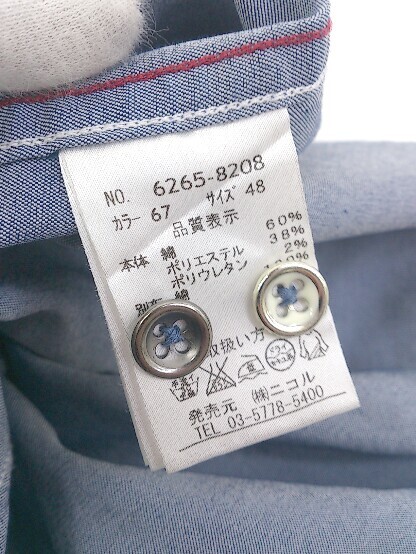 NO. 6265-8208
カラー 67 サイズ 48
品質表示
本体 綿 60%
ポリエステル 38%
ポリウレタン 2%
綿
取扱い方
発売元 ㈱ニコル
TEL 03-5778-5400